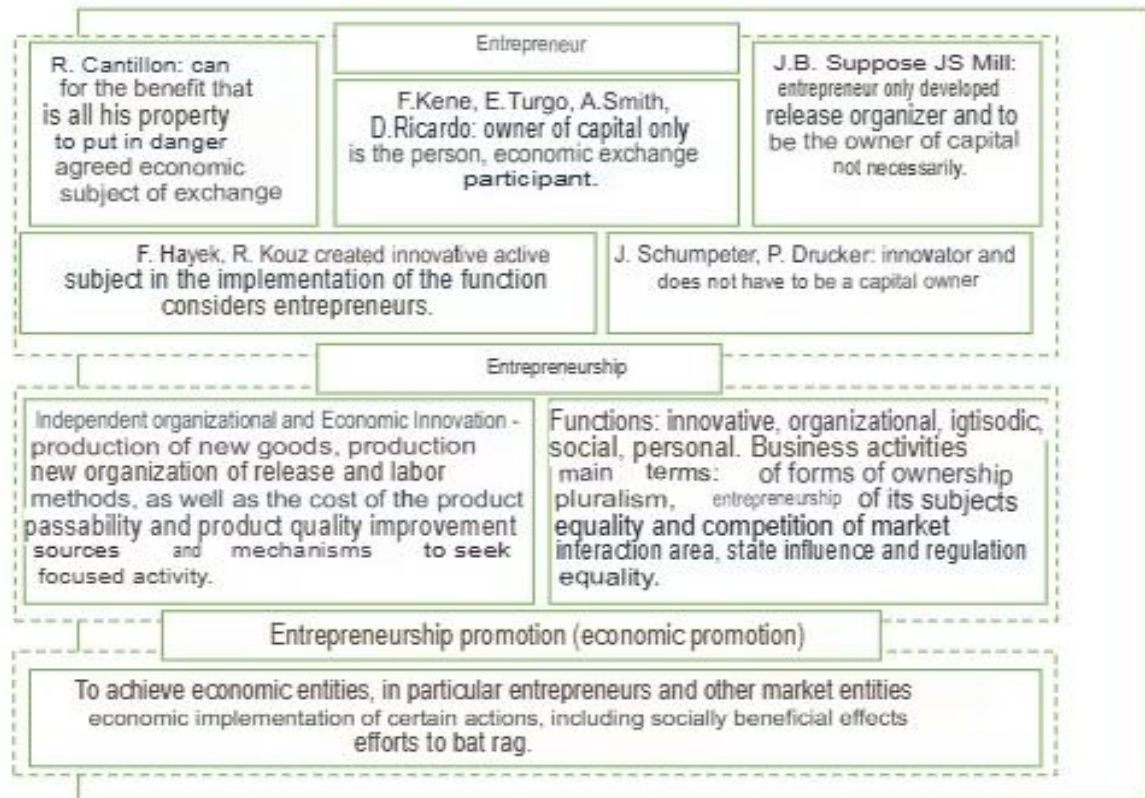 Entrepreneur
R. Cantillon: can
for the benefit that
is all his property
to put in danger
agreed economic
subject of exchange
F.Kene, E.Turgo, A.Smith,
D.Ricardo: owner of capital only
is the person, economic exchange
participant.
J.B. Suppose JS Mill:
entrepreneur only developed
release organizer and to
be the owner of capital
not necessarily.
F. Hayek, R. Kouz created innovative active
subject in the implementation of the function
considers entrepreneurs.
J. Schumpeter, P. Drucker: innovator and
does not have to be a capital owner
Entrepreneurship
Independent organizational and Economic Innovation -
production of new goods, production
new organization of release and labor
methods, as well as the cost of the product
passability and product quality improvement
sources and mechanisms to seek
focused activity.
Functions: innovative, organizational, igtisodic,
social, personal. Business activities
main terms: of forms of ownership
pluralism, entrepreneurship of its subjects
equality and competition of market
interaction area, state influence and regulation
equality.
Entrepreneurship promotion (economic promotion)
To achieve economic entities, in particular entrepreneurs and other market entities
economic implementation of certain actions, including socially beneficial effects
efforts to bat rag.